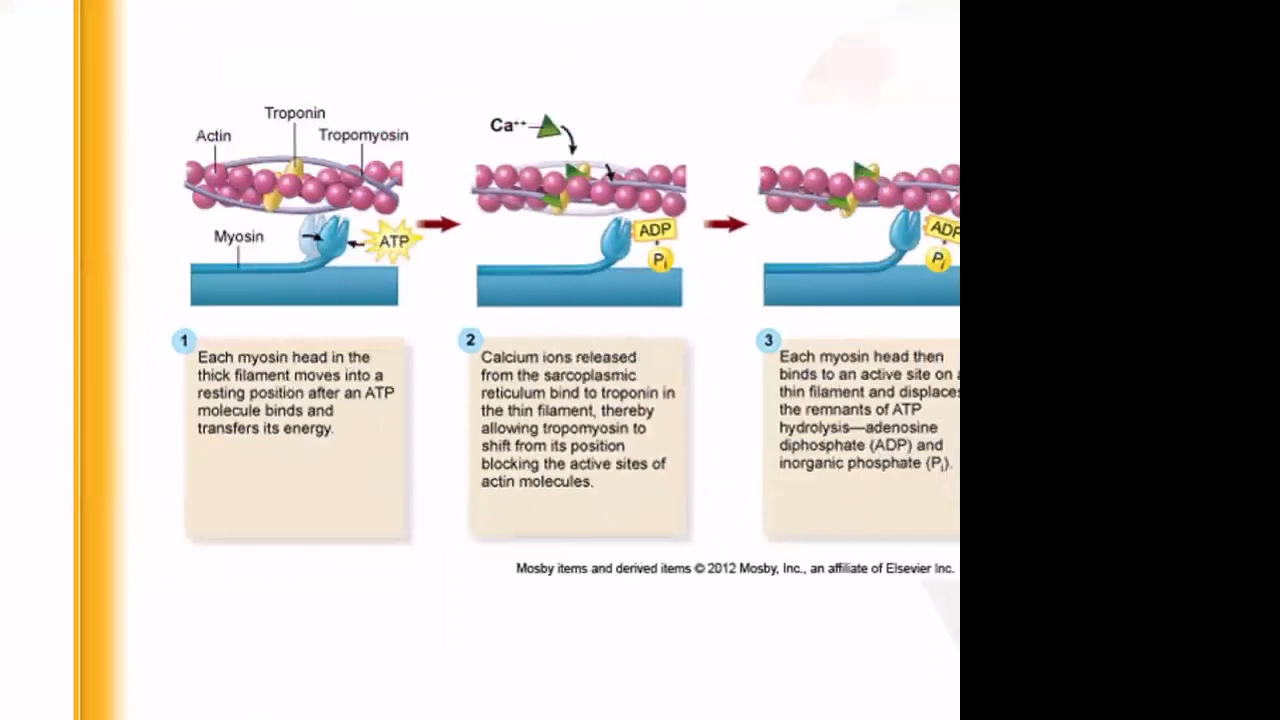 Troponin
Actin
Tropomyosin
Myosin
ATP
Ca++
ADP
Pi
ADP
Pi
1
Each myosin head in the
thick filament moves into a
resting position after an ATP
molecule binds and
transfers its energy.
2
Calcium ions released
from the sarcoplasmic
reticulum bind to troponin in
the thin filament, thereby
allowing tropomyosin to
shift from its position
blocking the active sites of
actin molecules.
3
Each myosin head then
binds to an active site on a
thin filament and displaces
the remnants of ATP
hydrolysis—adenosine
diphosphate (ADP) and
inorganic phosphate (Pi).
Mosby items and derived items © 2012 Mosby, Inc., an affiliate of Elsevier Inc.